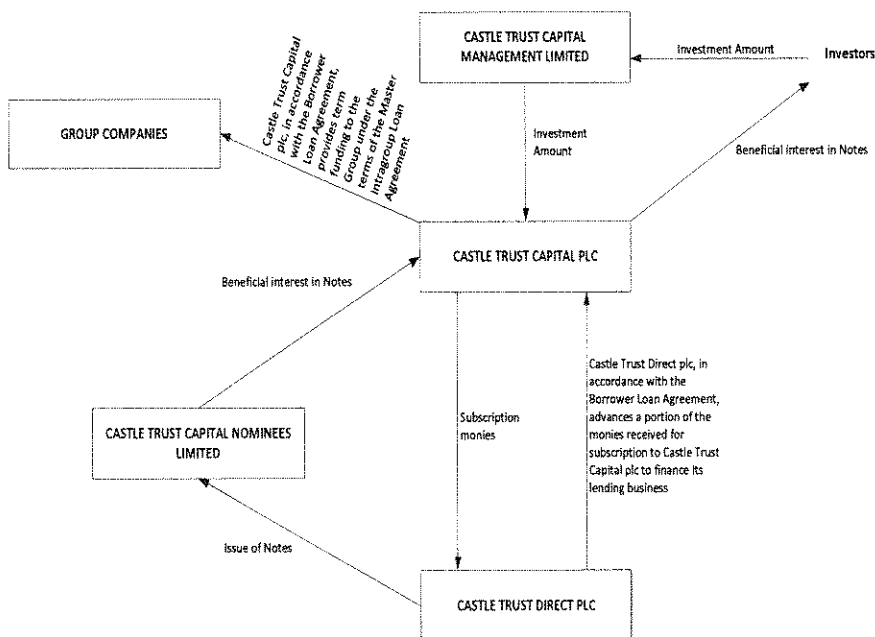 CASTLE TRUST CAPITAL
MANAGEMENT LIMITED
Investment Amount
Investors
GROUP COMPANIES
Castle Trust Capital
plc, in accordance
with the Borrower
Loan Agreement,
provides term
funding to the
Group under the
terms of the Master
Intragroup Loan
Agreement
Investment
Amount
Beneficial interest in Notes
CASTLE TRUST CAPITAL PLC
Beneficial interest in Notes
Castle Trust Direct plc, in
accordance with the
Borrower Loan Agreement,
advances a portion of the
monies received for
subscription to Castle Trust
Capital plc to finance its
lending business
Subscription
monies
CASTLE TRUST CAPITAL NOMINEES
LIMITED
Issue of Notes
CASTLE TRUST DIRECT PLC